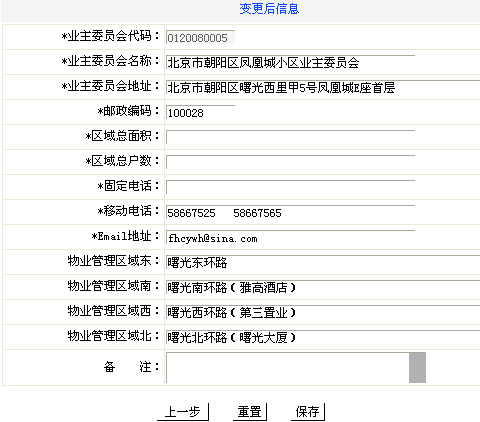 变更后信息
*业主委员会代码： 0120080005
*业主委员会名称： 北京市朝阳区凤凰城小区业主委员会
*业主委员会地址： 北京市朝阳区曙光西里甲5号凤凰城E座首层
*邮政编码： 100028
*区域总面积：
*区域总户数：
*固定电话：
*移动电话： 58667525 58667565
*Email地址： fhcywh@sina.com
物业管理区域东： 曙光东环路
物业管理区域南： 曙光南环路（雅高酒店）
物业管理区域西： 曙光西环路（第三置业）
物业管理区域北： 曙光北环路（曙光大厦）
备 注：
上一步 重置 保存